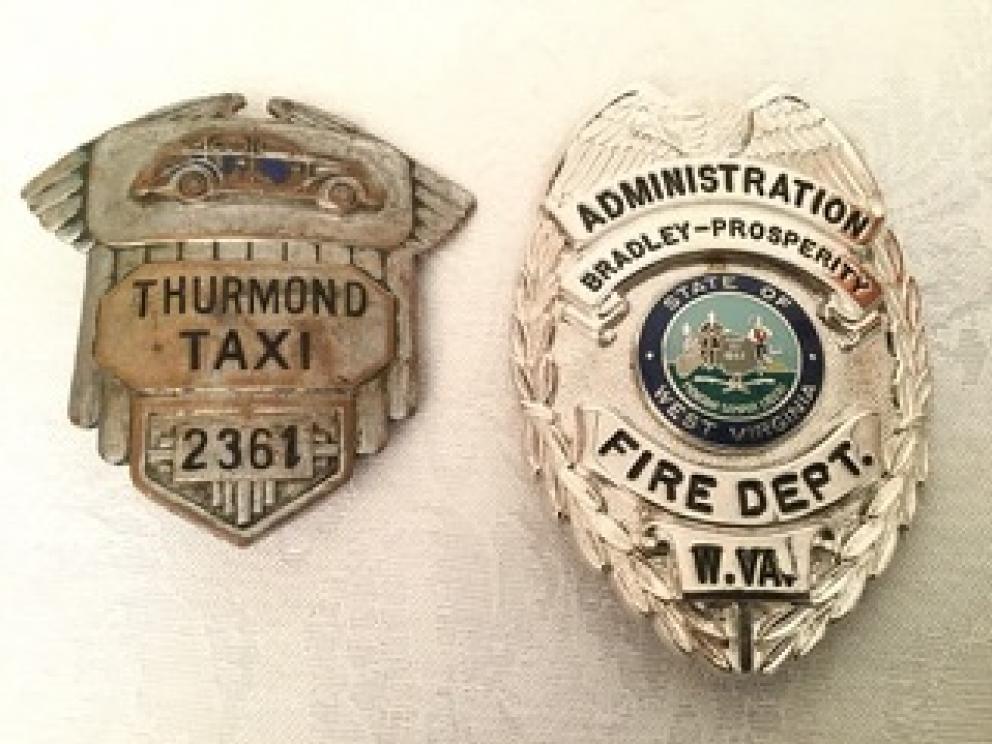 THURMOND
TAXI
2361
ADMINISTRATION
BRADLEY-PROSPERITY
STATE OF
WEST VIRGINIA
FIRE DEPT.
W.VA.